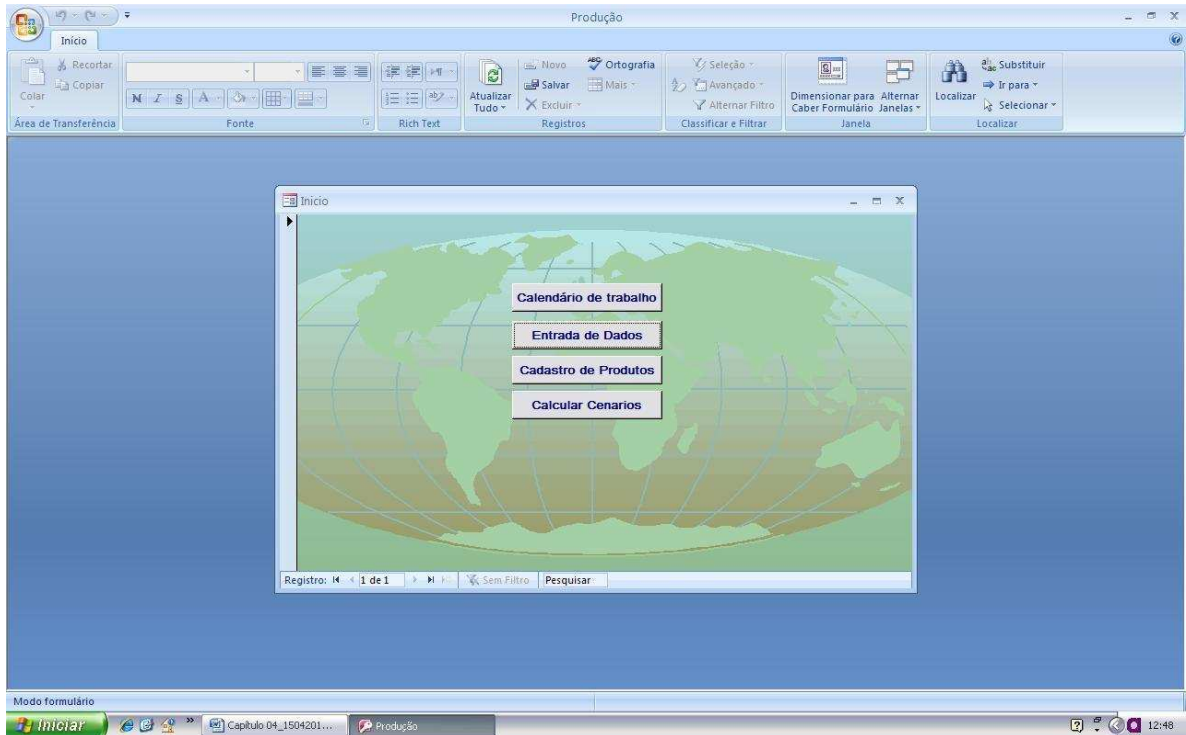 Produção
Início
Recortar
Copiar
Colar
Área de Transferência
N I S A
Fonte
Rich Text
Atualizar Tudo
Novo
Salvar
Excluir
Ortografia
Mais
Registros
Seleção
Avançado
Alternar Filtro
Classificar e Filtrar
Dimensionar para Caber Formulário
Alternar Janelas
Janela
Localizar
Substituir
Ir para
Selecionar
Localizar
Inicio
Calendário de trabalho
Entrada de Dados
Cadastro de Produtos
Calcular Cenarios
Registro: 1 de 1 Sem Filtro Pesquisar
Modo formulário
Iniciar
Capítulo 04_1504201...
Produção
12:48